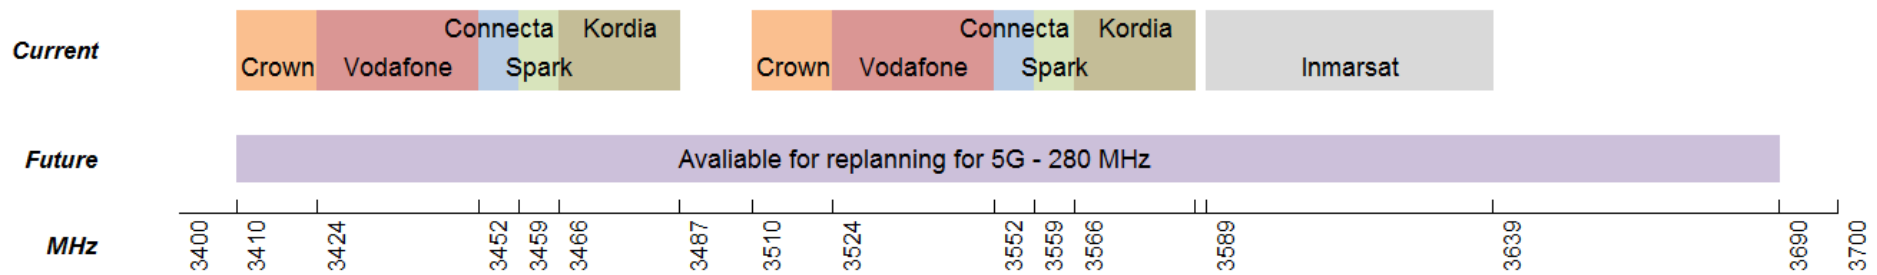 Current
Connecta Kordia
Crown Vodafone Spark
Connecta Kordia
Crown Vodafone Spark
Inmarsat
Future
Avaliable for replanning for 5G - 280 MHz
MHz
3400
3410
3424
3452
3459
3466
3487
3510
3524
3552
3559
3566
3589
3639
3690
3700